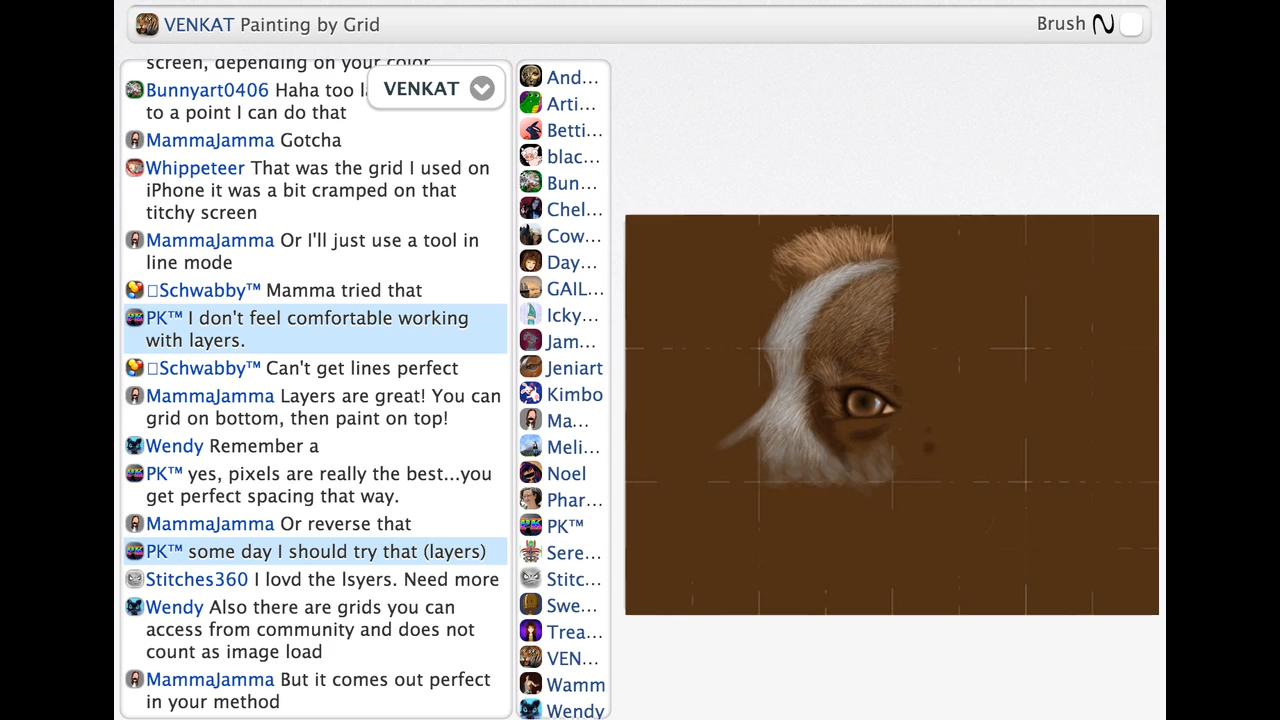 VENKAT Painting by Grid
Brush
screen, depending on your color
VENKAT
Bunnyart0406 Haha too l
to a point I can do that
MammaJamma Gotcha
Whippeteer That was the grid I used on
iPhone it was a bit cramped on that
titchy screen
MammaJamma Or I'll just use a tool in
line mode
Schwabby™ Mamma tried that
PK™ I don't feel comfortable working
with layers.
Schwabby™ Can't get lines perfect
MammaJamma Layers are great! You can
grid on bottom, then paint on top!
Wendy Remember a
PK™ yes, pixels are really the best...you
get perfect spacing that way.
MammaJamma Or reverse that
PK™ some day I should try that (layers)
Stitches360 I lovd the lsyers. Need more
Wendy Also there are grids you can
access from community and does not
count as image load
MammaJamma But it comes out perfect
in your method
And...
Arti...
Betti...
blac...
Bun...
Chel...
Cow...
Day...
GAIL...
Icky...
Jam...
Jeniart
Kimbo
Ma...
Meli...
Noel
Phar...
PK™
Sere...
Stitc...
Swe...
Trea...
VEN...
Wamm
Wendy